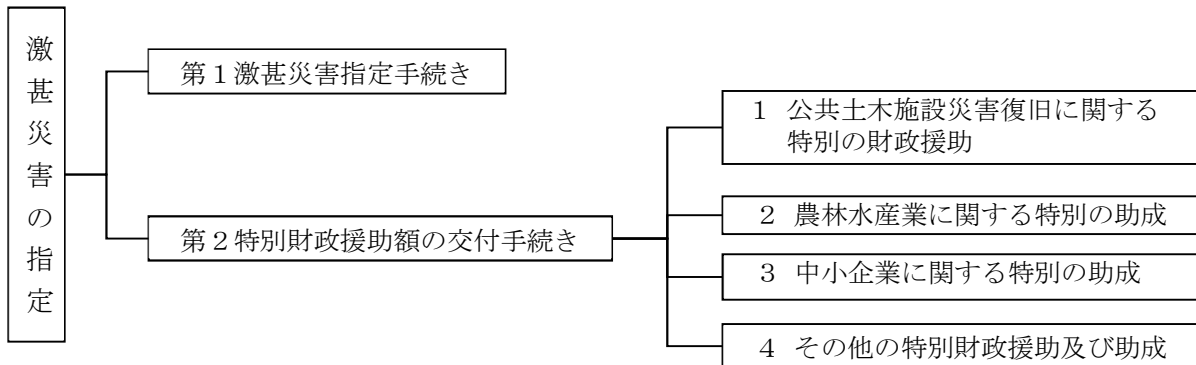 激甚災害の指定
第1激甚災害指定手続き
第2特別財政援助額の交付手続き
1 公共土木施設災害復旧に関する
特別の財政援助
2 農林水産業に関する特別の助成
3 中小企業に関する特別の助成
4 その他の特別財政援助及び助成